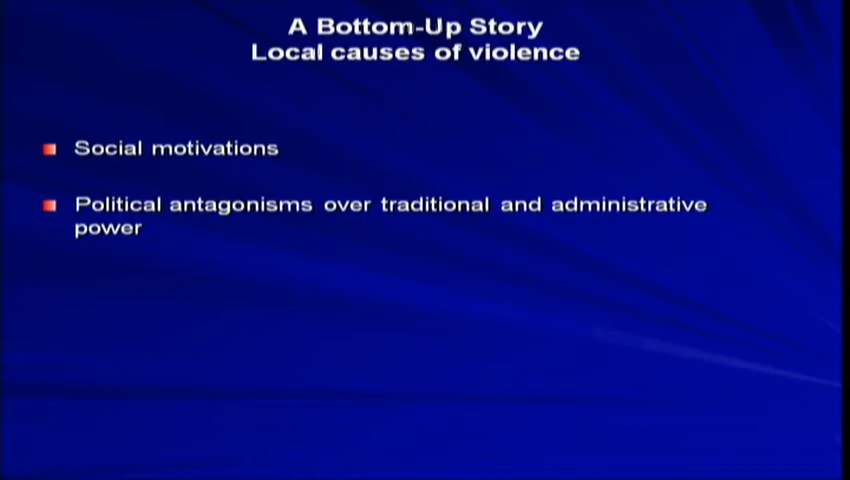 A Bottom-Up Story
Local causes of violence
Social motivations
Political antagonisms over traditional and administrative
power